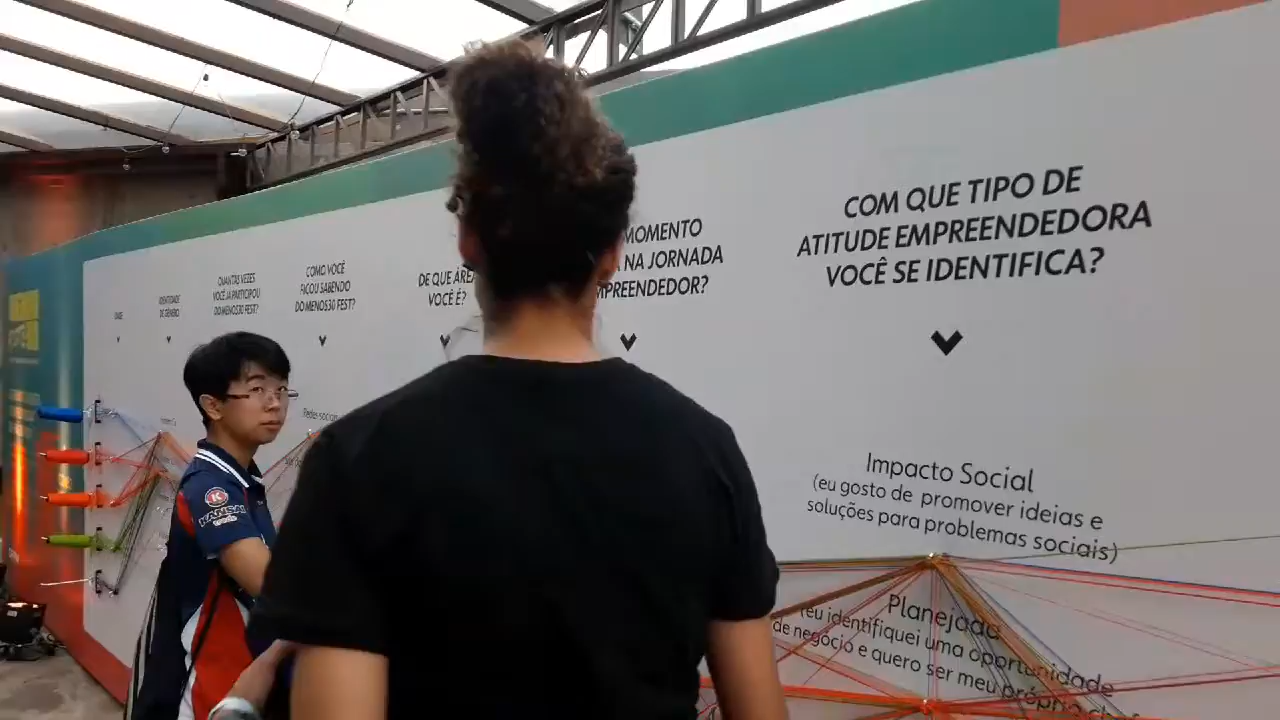 IDADE
IDENTIDADE
DE GÊNERO
QUANTAS VEZES
VOCÊ JÁ PARTICIPOU
DO MENOS30 FEST?
COMO VOCÊ
FICOU SABENDO
DO MENOS30 FEST?
DE QUE ÁREA
VOCÊ É?
MOMENTO
NA JORNADA
MPREENDEDOR?
COM QUE TIPO DE
ATITUDE EMPREENDEDORA
VOCÊ SE IDENTIFICA?
Redes sociais
Impacto Social
(eu gosto de promover ideias e
soluções para problemas sociais)
Planejada
(eu identifiquei uma oportunidade
de negócio e quero ser meu próprio
K
KANSAI